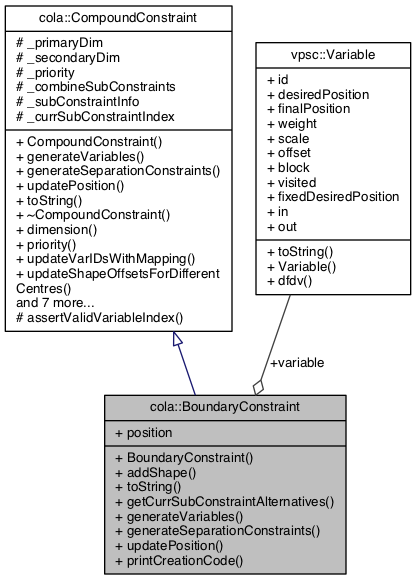 cola::CompoundConstraint
# _primaryDim
# _secondaryDim
# _priority
# _combineSubConstraints
# _subConstraintInfo
# _currSubConstraintIndex
+ CompoundConstraint()
+ generateVariables()
+ generateSeparationConstraints()
+ updatePosition()
+ toString()
+ ~CompoundConstraint()
+ dimension()
+ priority()
+ updateVarIDsWithMapping()
+ updateShapeOffsetsForDifferent
Centres()
and 7 more...
# assertValidVariableIndex()
vpsc::Variable
+ id
+ desiredPosition
+ finalPosition
+ weight
+ scale
+ offset
+ block
+ visited
+ fixedDesiredPosition
+ in
+ out
+ toString()
+ Variable()
+ dfdv()
+variable
cola::BoundaryConstraint
+ position
+ BoundaryConstraint()
+ addShape()
+ toString()
+ getCurrSubConstraintAlternatives()
+ generateVariables()
+ generateSeparationConstraints()
+ updatePosition()
+ printCreationCode()